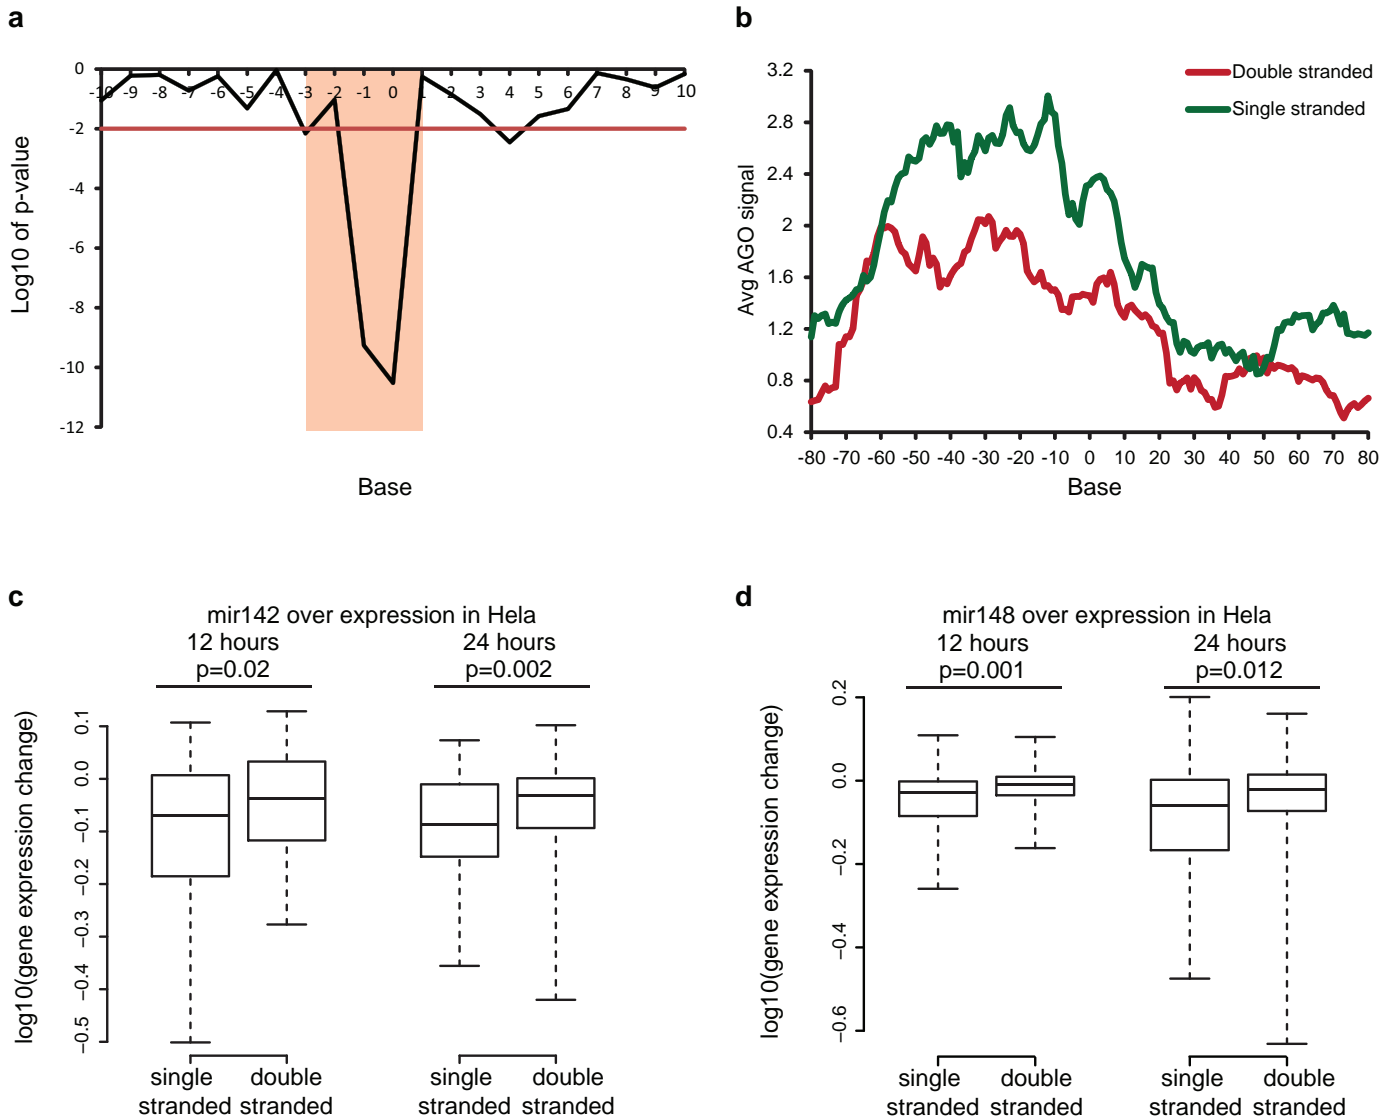 a
0
-10 -9 -8 -7 -6 -5 -4 -3 -2 -1 0 1 2 3 4 5 6 7 8 9 10
-2
-4
-6
-8
-10
-12
Log10 of p-value
Base
b
Double stranded
Single stranded
3.2
2.8
2.4
2
1.6
1.2
0.8
0.4
Avg AGO signal
-80 -70 -60 -50 -40 -30 -20 -10 0 10 20 30 40 50 60 70 80
Base
c
mir142 over expression in Hela
12 hours
p=0.02
24 hours
p=0.002
log10(gene expression change)
0.1
0.0
−0.1
−0.2
−0.3
−0.4
−0.5
single stranded
double stranded
single stranded
double stranded
d
mir148 over expression in Hela
12 hours
p=0.001
24 hours
p=0.012
log10(gene expression change)
0.2
0.0
−0.2
−0.4
−0.6
single stranded
double stranded
single stranded
double stranded